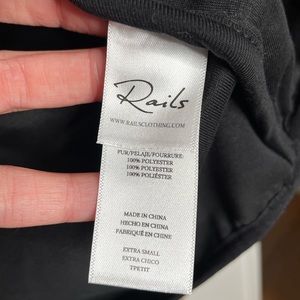 Rails
WWW.RAILSCLOTHING.COM
FUR/PELAJE/POURRURE:
100% POLYESTER
100% POLYESTER
100% POLIÉSTER
MADE IN CHINA
HECHO EN CHINA
FABRIQUÉ EN CHINE
EXTRA SMALL
EXTRA CHICO
TPETIT